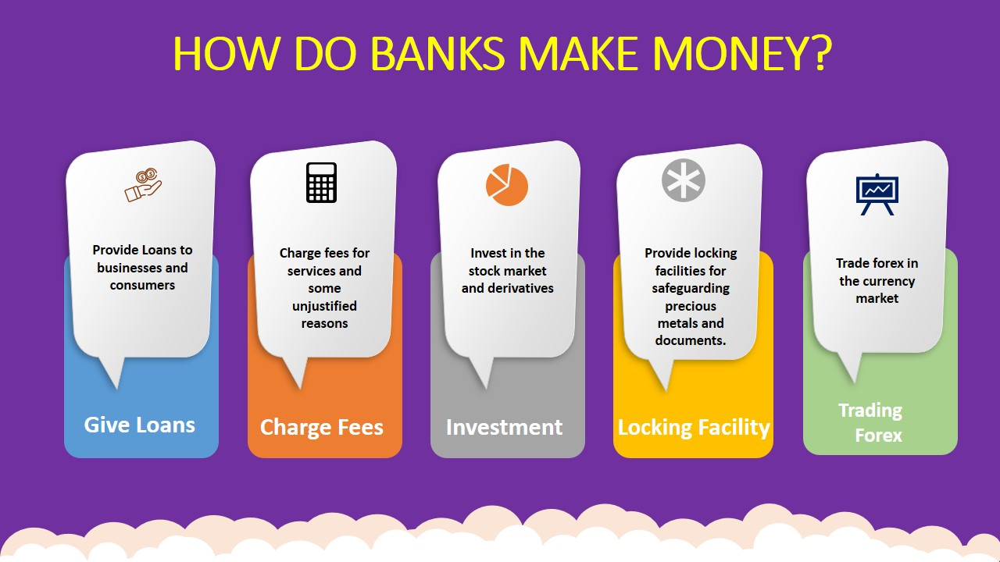 HOW DO BANKS MAKE MONEY?
Provide Loans to
businesses and
consumers
Give Loans
Charge fees for
services and
some
unjustified
reasons
Charge Fees
Invest in the
stock market
and derivatives
Investment
Provide locking
facilities for
safeguarding
precious
metals and
documents.
Locking Facility
Trade forex in
the currency
market
Trading
Forex